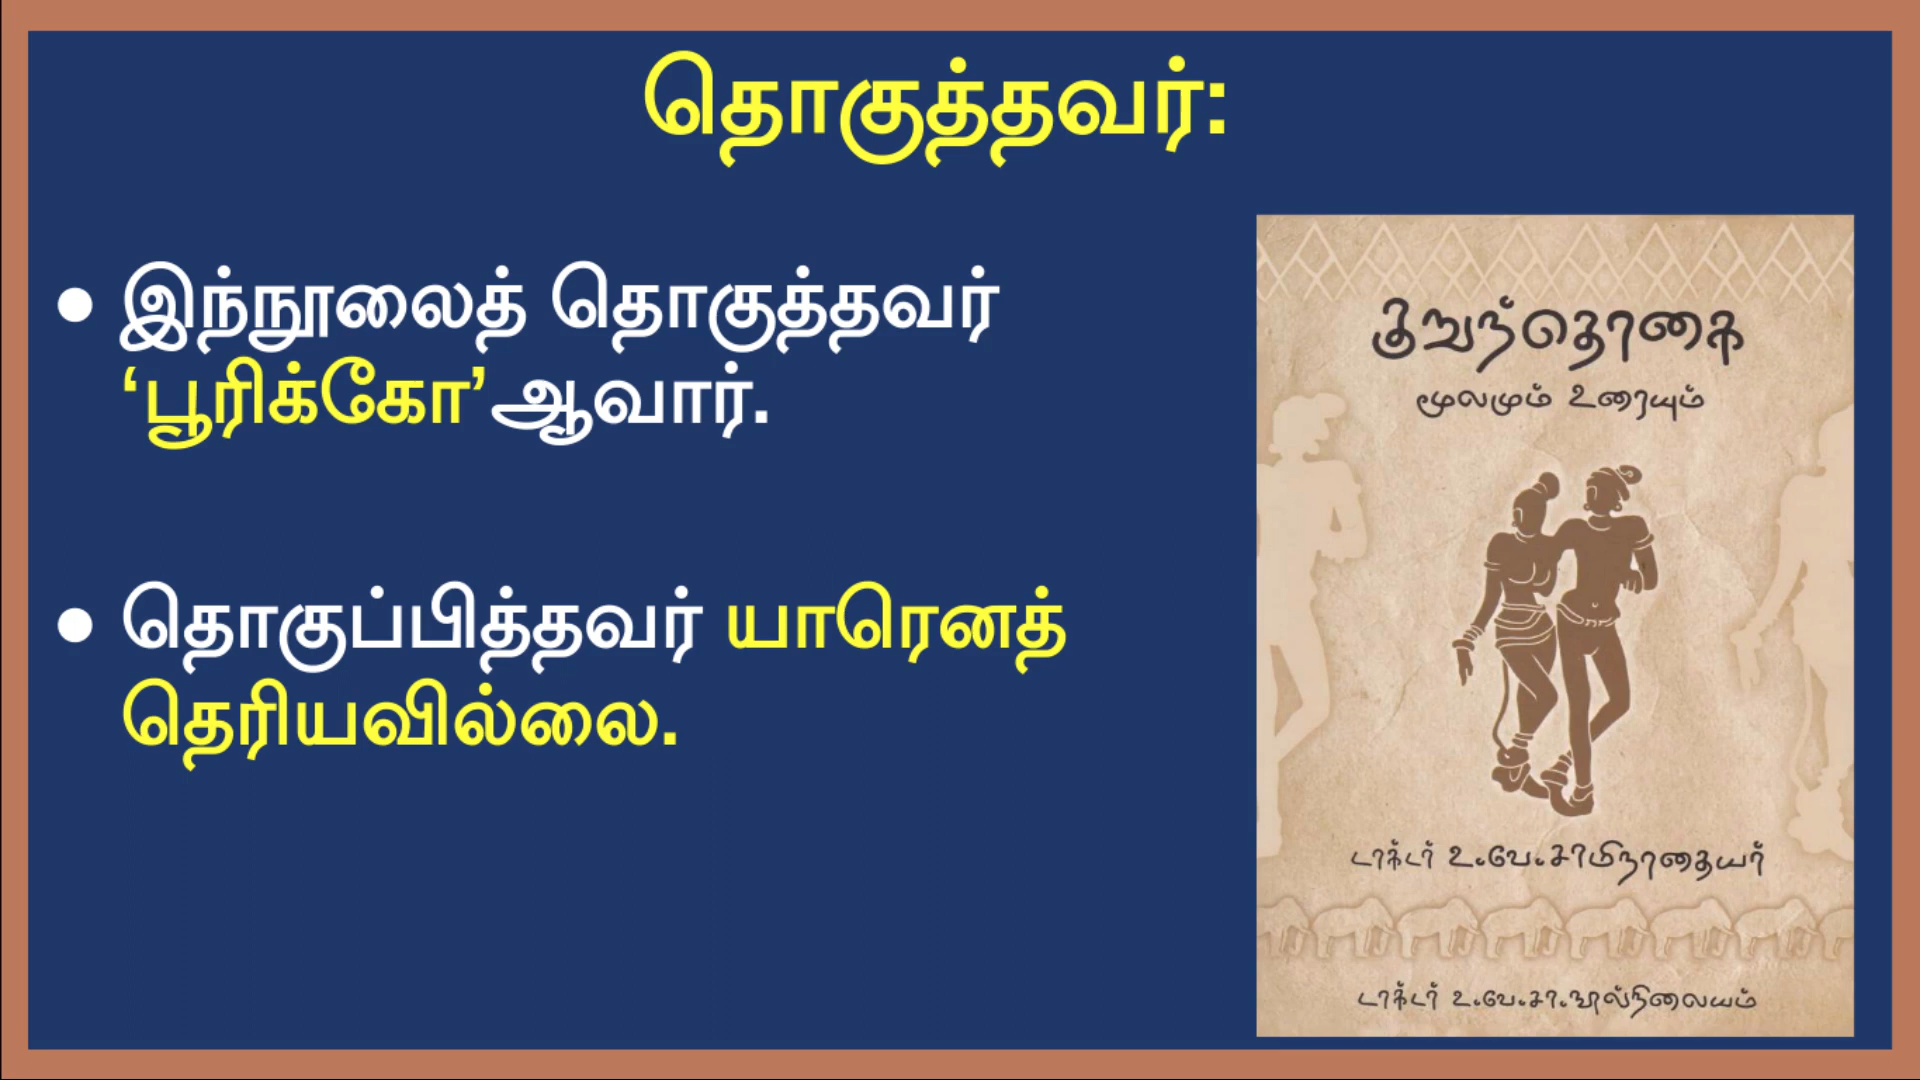 தொகுத்தவர்:
• இந்நூலைத் தொகுத்தவர்
‘பூரிக்கோ’ ஆவார்.
• தொகுப்பித்தவர் யாரெனத்
தெரியவில்லை.
குறுந்தொகை
மூலமும் உரையும்
டாக்டர் உ.வே.சாமிநாதையர்
டாக்டர் உ.வே.சா.நூல்நிலையம்